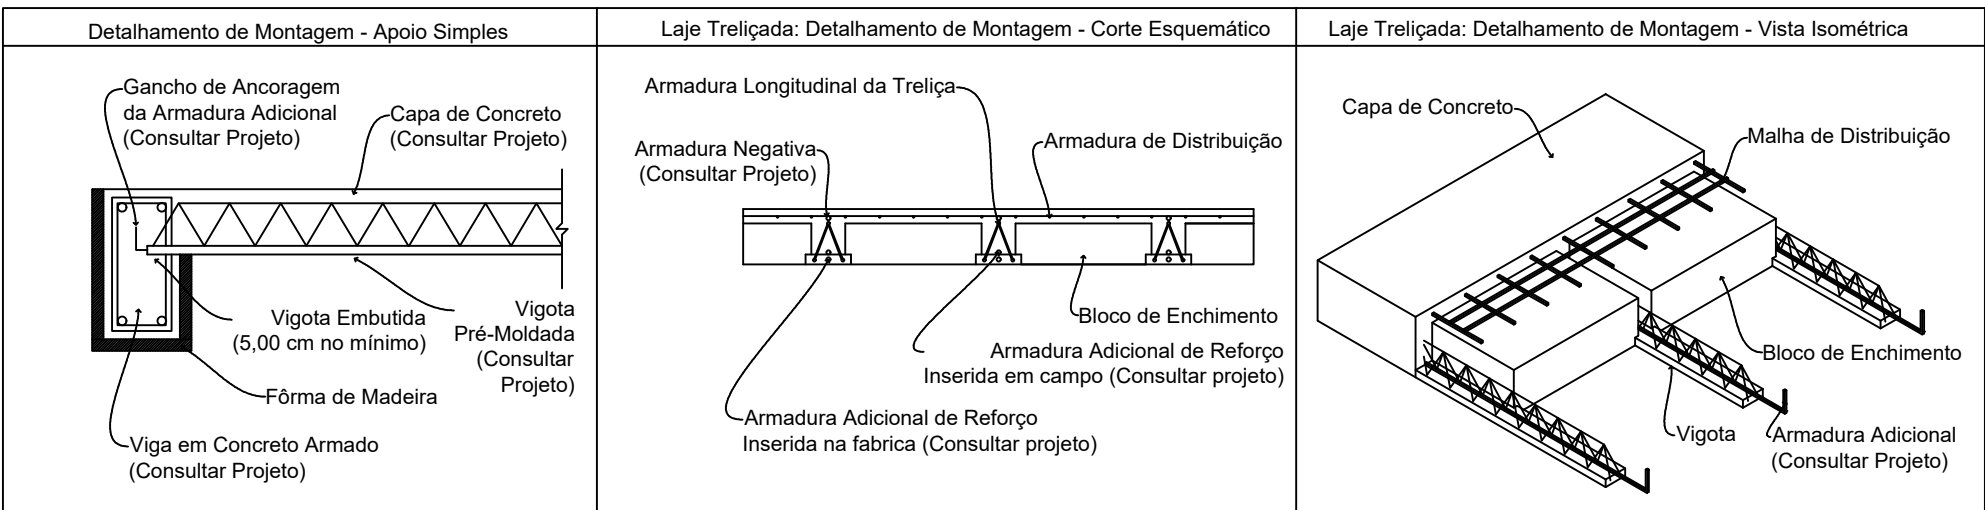 Detalhamento de Montagem - Apoio Simples
Gancho de Ancoragem
da Armadura Adicional
(Consultar Projeto)
Capa de Concreto
(Consultar Projeto)
Vigota Embutida
(5,00 cm no mínimo)
Vigota
Pré-Moldada
(Consultar
Projeto)
Fôrma de Madeira
Viga em Concreto Armado
(Consultar Projeto)
Laje Treliçada: Detalhamento de Montagem - Corte Esquemático
Armadura Longitudinal da Treliça
Armadura Negativa
(Consultar Projeto)
Armadura de Distribuição
Bloco de Enchimento
Armadura Adicional de Reforço
Inserida em campo (Consultar projeto)
Armadura Adicional de Reforço
Inserida na fabrica (Consultar projeto)
Laje Treliçada: Detalhamento de Montagem - Vista Isométrica
Capa de Concreto
Malha de Distribuição
Bloco de Enchimento
Vigota
Armadura Adicional
(Consultar Projeto)